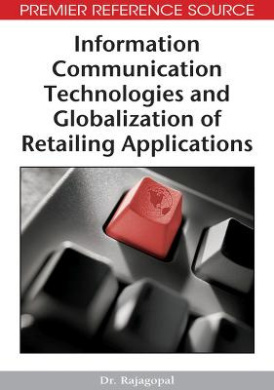 PREMIER REFERENCE SOURCE
Information
Communication
Technologies and
Globalization of
Retailing Applications
Dr. Rajagopal